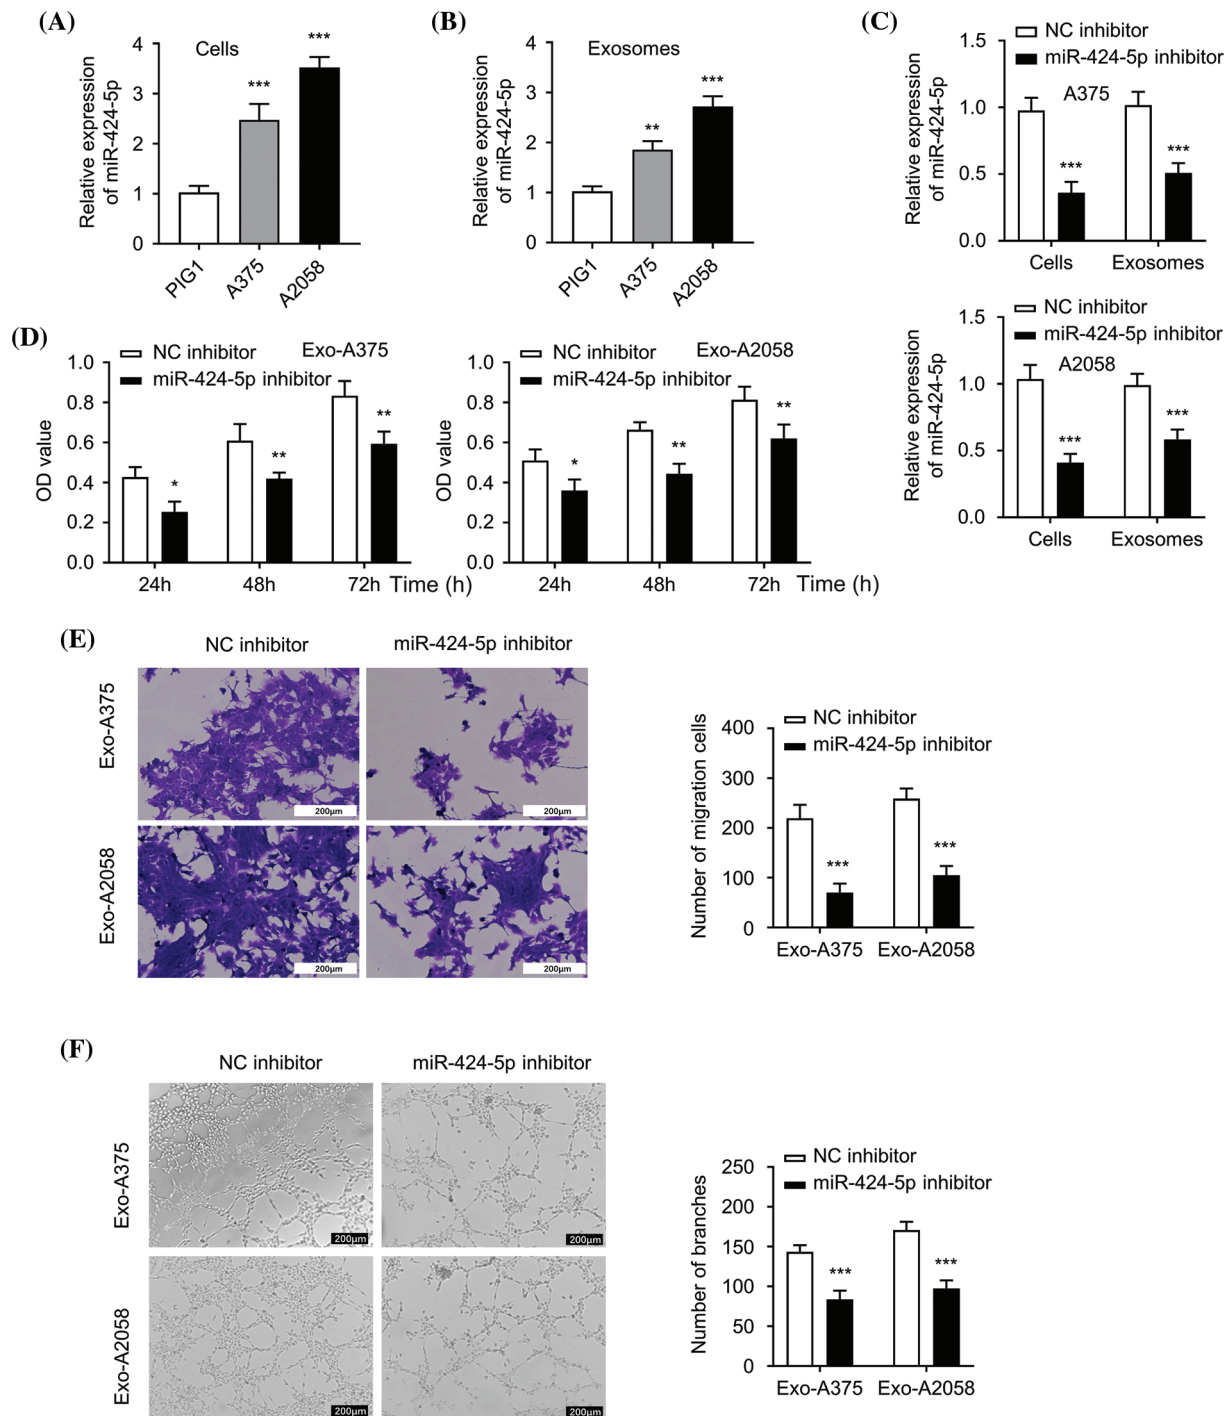 (A)
Cells
Relative expression
of miR-424-5p
4
3
2
1
0
***
***
PIG1
A375
A2058
(B)
Exosomes
Relative expression
of miR-424-5p
4
3
2
1
0
**
***
PIG1
A375
A2058
(C)
NC inhibitor
miR-424-5p inhibitor
A375
Relative expression
of miR-424-5p
1.5
1.0
0.5
0.0
***
***
Cells
Exosomes
NC inhibitor
miR-424-5p inhibitor
A2058
Relative expression
of miR-424-5p
1.5
1.0
0.5
0.0
***
***
Cells
Exosomes
(D)
NC inhibitor
Exo-A375
miR-424-5p inhibitor
OD value
1.0
0.8
0.6
0.4
0.2
0.0
*
**
**
24h
48h
72h
Time (h)
NC inhibitor
Exo-A2058
miR-424-5p inhibitor
OD value
1.0
0.8
0.6
0.4
0.2
0.0
*
**
**
24h
48h
72h
Time (h)
(E)
NC inhibitor
miR-424-5p inhibitor
Exo-A375
200μm
200μm
Exo-A2058
200μm
200μm
NC inhibitor
miR-424-5p inhibitor
Number of migration cells
400
300
200
100
0
***
***
Exo-A375
Exo-A2058
(F)
NC inhibitor
miR-424-5p inhibitor
Exo-A375
200μm
200μm
Exo-A2058
200μm
200μm
NC inhibitor
miR-424-5p inhibitor
Number of branches
250
200
150
100
50
0
***
***
Exo-A375
Exo-A2058